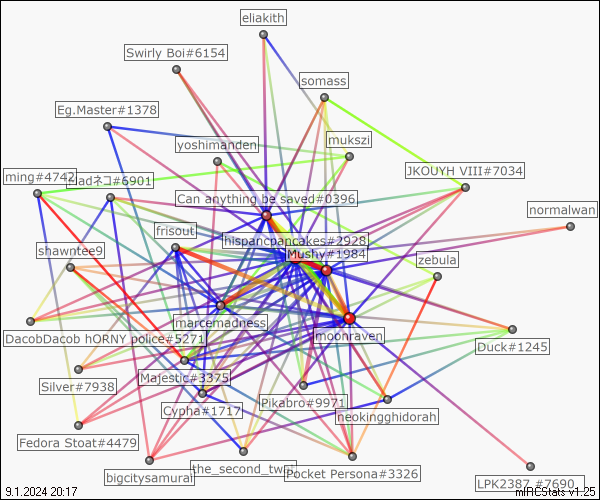 eliakith
Swirly Boi#6154
somass
Eg.Master#1378
yoshimanden
mukszi
JKOUYH VIII#7034
ming#4742
ladネコ#6901
Can anything be saved#0396
normalwan
frisout
hispancpancakes#2928
shawntee9
Mushy#1984
zebula
marcemadness
moonraven
DacobDacob hORNY police#5271
Duck#1245
Majestic#3375
Silver#7938
Cypha#1717
Pikabro#9971
neokingghidorah
Fedora Stoat#4479
bigcitysamurai
the_second_twin
Pocket Persona#3326
LPK2387 #7690
9.1.2024 20:17
mIRCStats v1.25